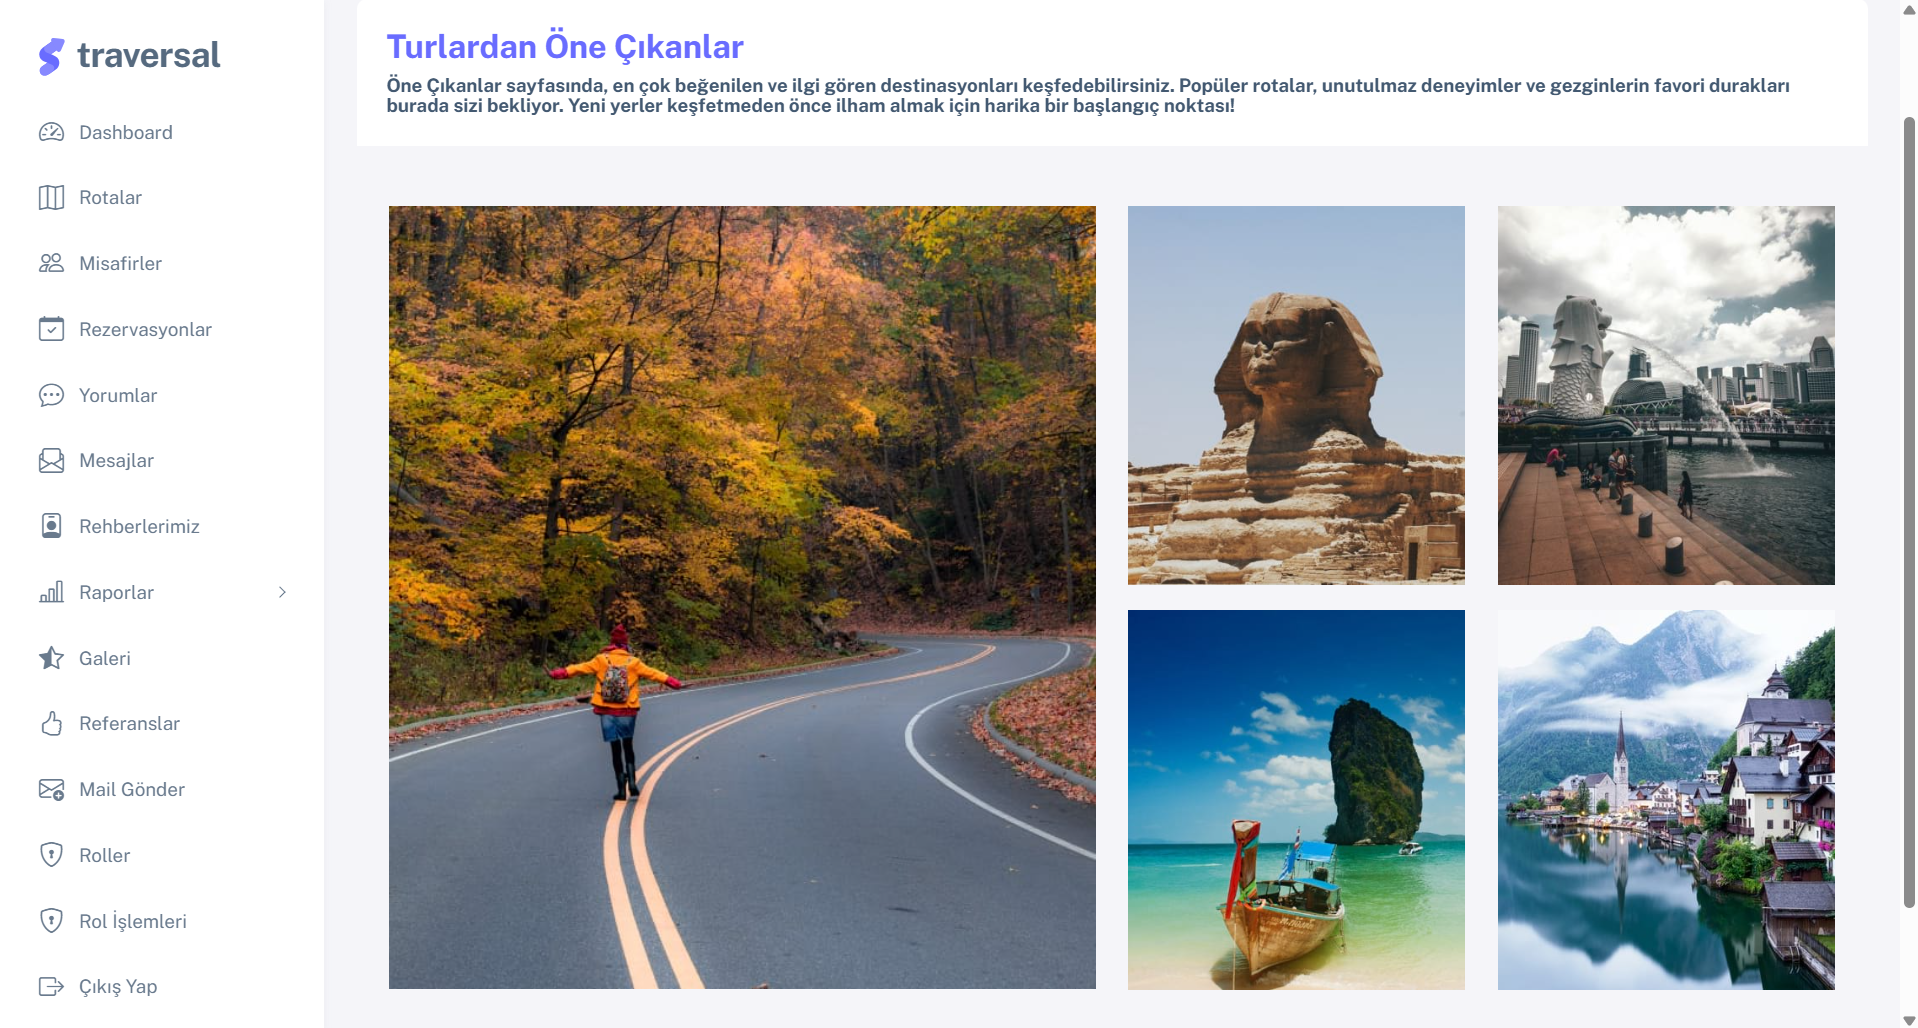 traversal
Dashboard
Rotalar
Misafirler
Rezervasyonlar
Yorumlar
Mesajlar
Rehberlerimiz
Raporlar
Galeri
Referanslar
Mail Gönder
Roller
Rol İşlemleri
Çıkış Yap
Turlardan Öne Çıkanlar
Öne Çıkanlar sayfasında, en çok beğenilen ve ilgi gören destinasyonları keşfedebilirsiniz. Popüler rotalar, unutulmaz deneyimler ve gezginlerin favori durakları
burada sizi bekliyor. Yeni yerler keşfetmeden önce ilham almak için harika bir başlangıç noktası!